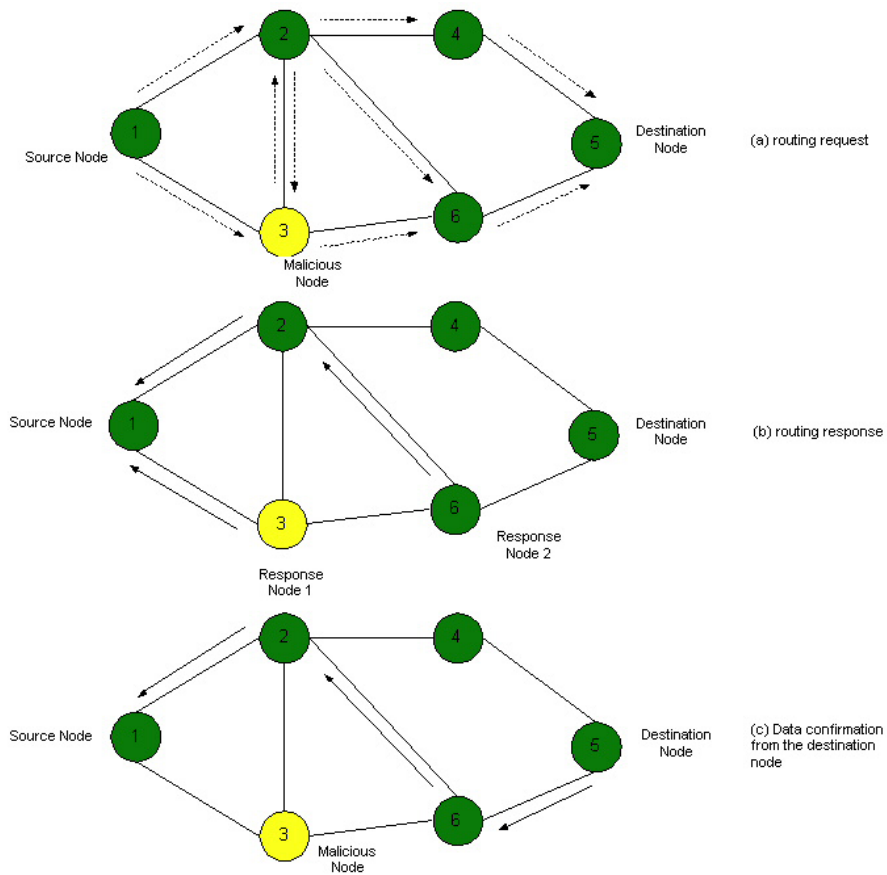 2
4
1
5
Destination
Node
(a) routing request
Source Node
6
3
Malicious
Node
2
4
Source Node
1
5
Destination
Node
(b) routing response
6
3
Response
Node 2
Response
Node 1
2
4
Source Node
1
5
Destination
Node
(c) Data confirmation
from the destination
node
6
3
Malicious
Node